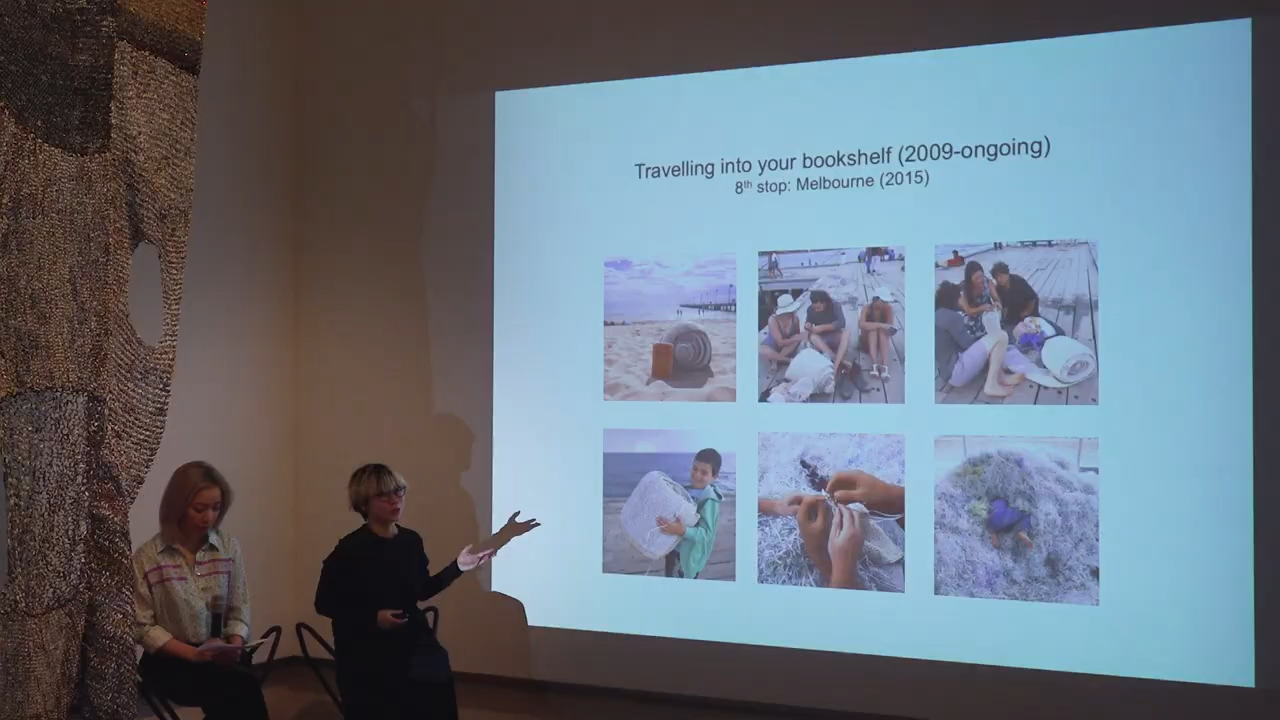 Travelling into your bookshelf (2009-ongoing)
8th stop: Melbourne (2015)